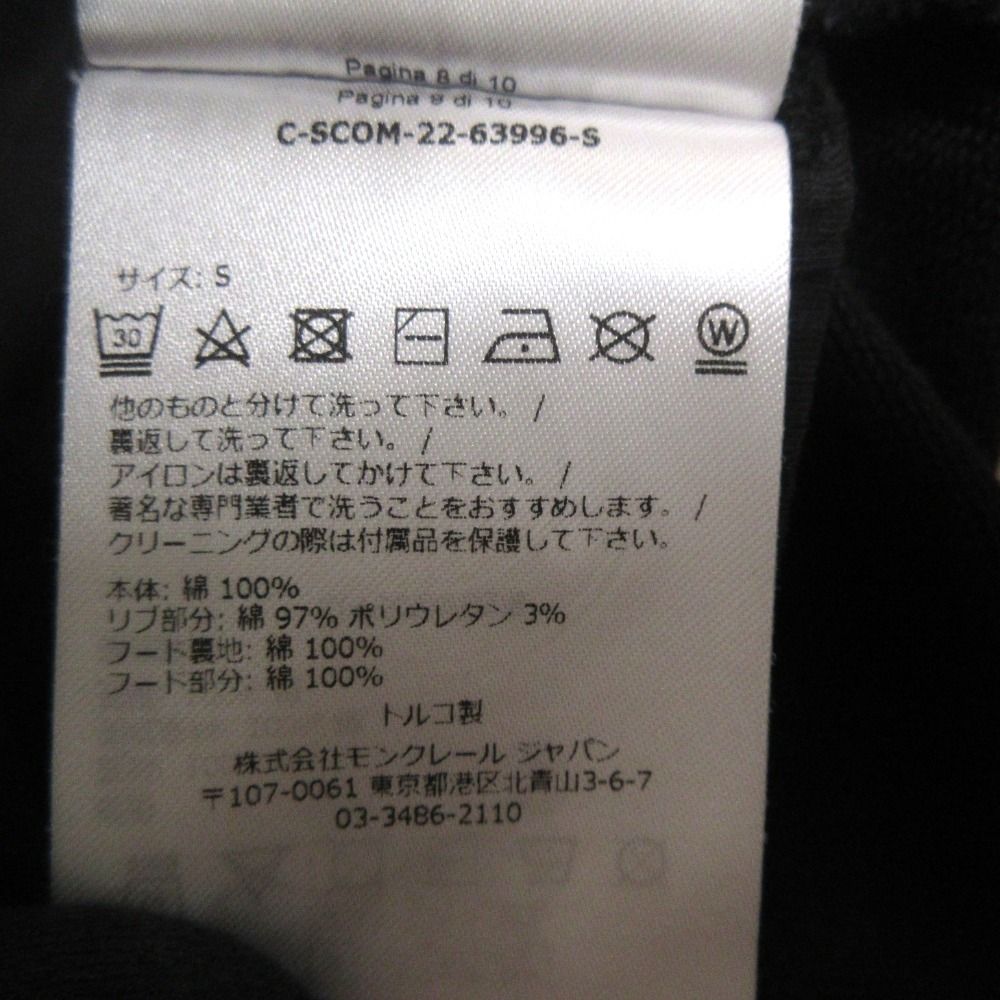 Pagina 8 di 10
Pagina 9 di 10
C-SCOM-22-63996-S
サイズ: S
30 W
他のものと分けて洗って下さい。 /
裏返して洗って下さい。 /
アイロンは裏返してかけて下さい。 /
著名な専門業者で洗うことをおすすめします。 /
クリーニングの際は付属品を保護して下さい。
本体: 綿 100%
リブ部分: 綿 97% ポリウレタン 3%
フード裏地: 綿 100%
フード部分: 綿 100%
トルコ製
株式会社モンクレール ジャパン
〒107-0061 東京都港区北青山3-6-7
03-3486-2110